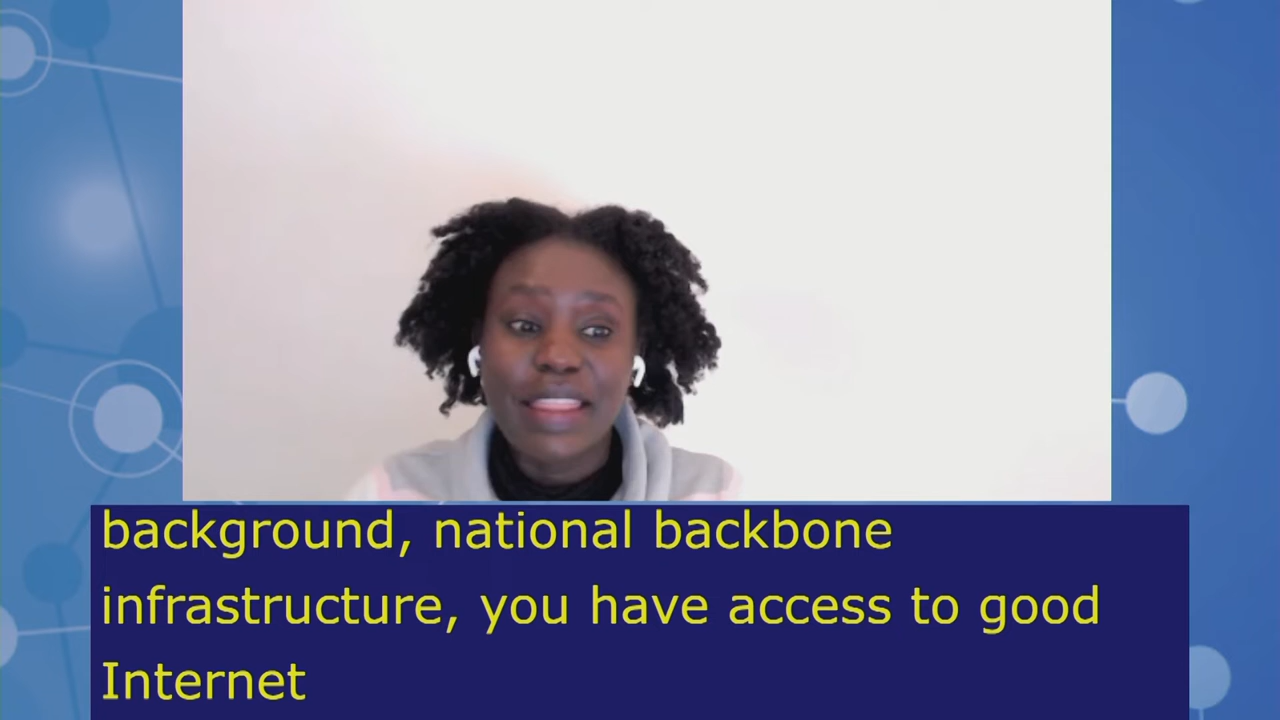 background, national backbone
infrastructure, you have access to good
Internet